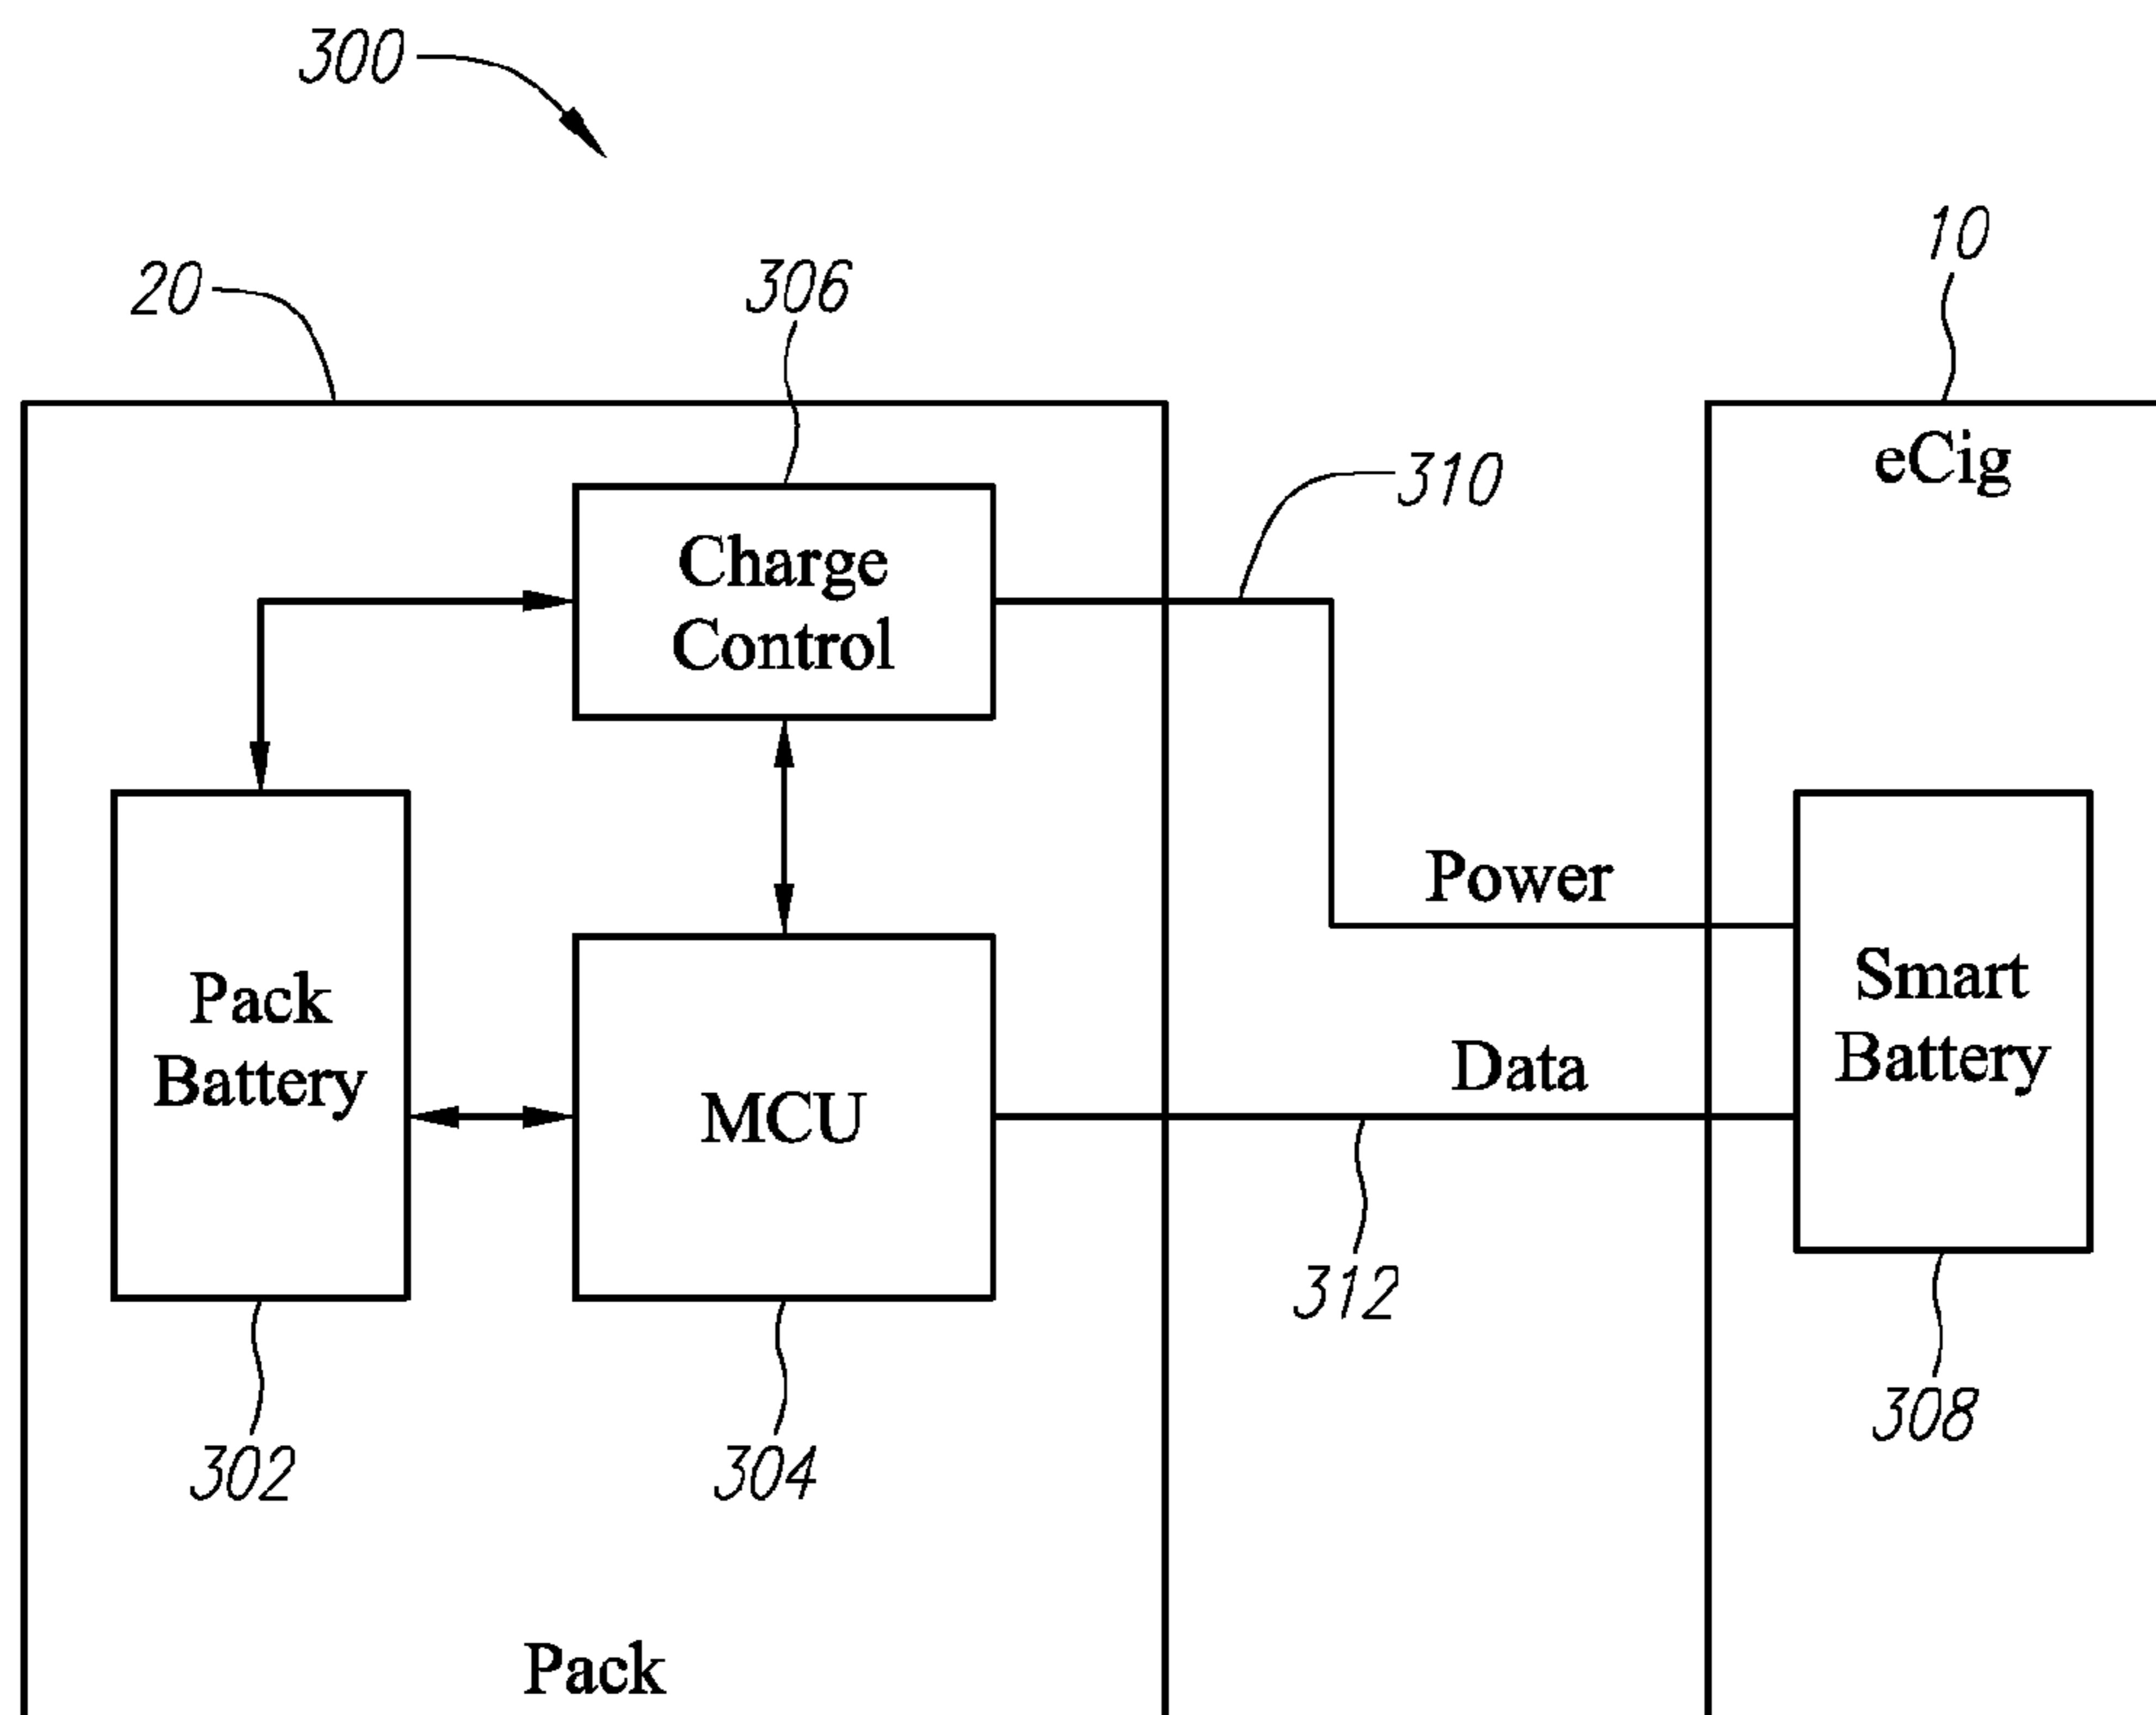 300
10
20
306
eCig
310
Charge
Control
Power
Smart
Battery
Pack
Battery
Data
MCU
312
308
302
304
Pack